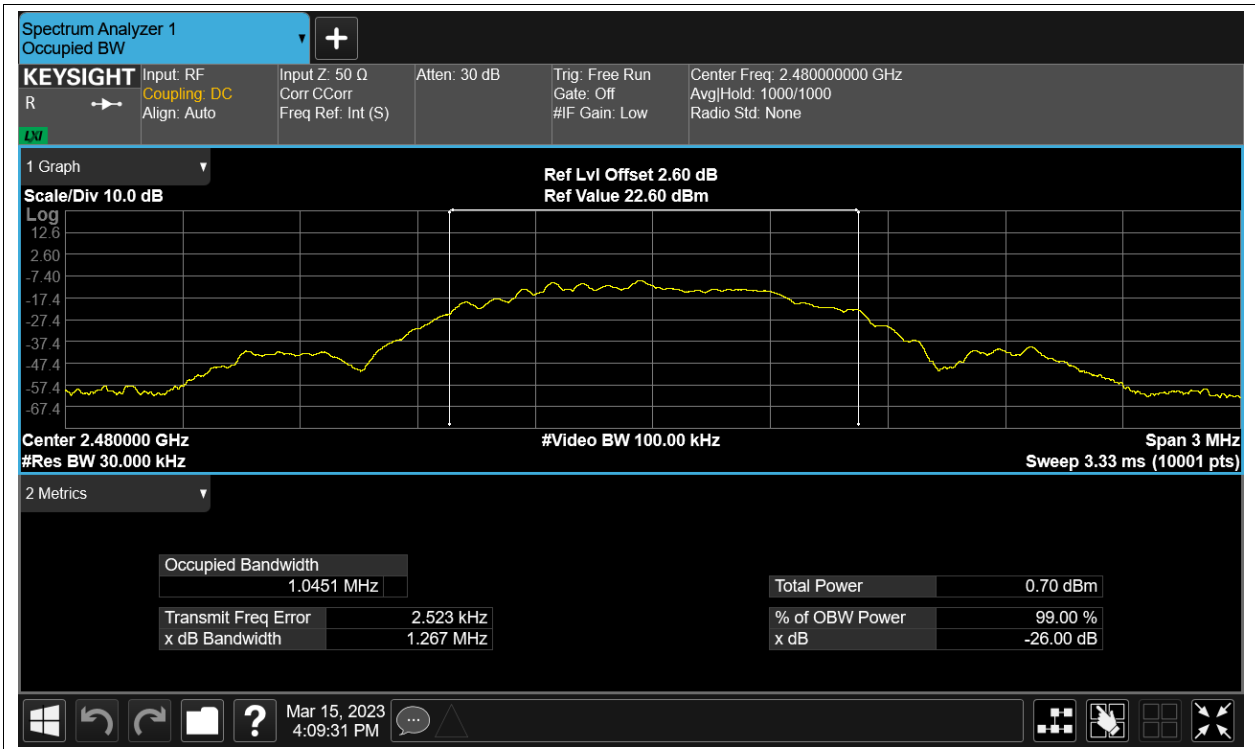 Spectrum Analyzer 1
Occupied BW
KEYSIGHT
R
LXI
Input: RF
Coupling: DC
Align: Auto
Input Z: 50 Ω
Corr CCorr
Freq Ref: Int (S)
Atten: 30 dB
Trig: Free Run
Gate: Off
#IF Gain: Low
Center Freq: 2.480000000 GHz
Avg|Hold: 1000/1000
Radio Std: None
1 Graph
Scale/Div 10.0 dB
Ref Lvl Offset 2.60 dB
Ref Value 22.60 dBm
Log
12.6
2.60
-7.40
-17.4
-27.4
-37.4
-47.4
-57.4
-67.4
Center 2.480000 GHz
#Video BW 100.00 kHz
Span 3 MHz
#Res BW 30.000 kHz
Sweep 3.33 ms (10001 pts)
2 Metrics
Occupied Bandwidth
1.0451 MHz
Total Power 0.70 dBm
Transmit Freq Error 2.523 kHz
% of OBW Power 99.00 %
x dB Bandwidth 1.267 MHz
x dB -26.00 dB
?
Mar 15, 2023
4:09:31 PM